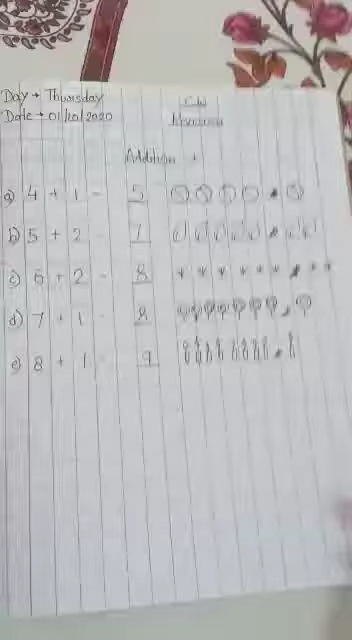 Day → Thursday
C.W
Date → 01/10/2020
Revision
Addition +
a) 4 + 1 = 5
b) 5 + 2 = 7
c) 6 + 2 = 8
d) 7 + 1 = 8
e) 8 + 1 = 9